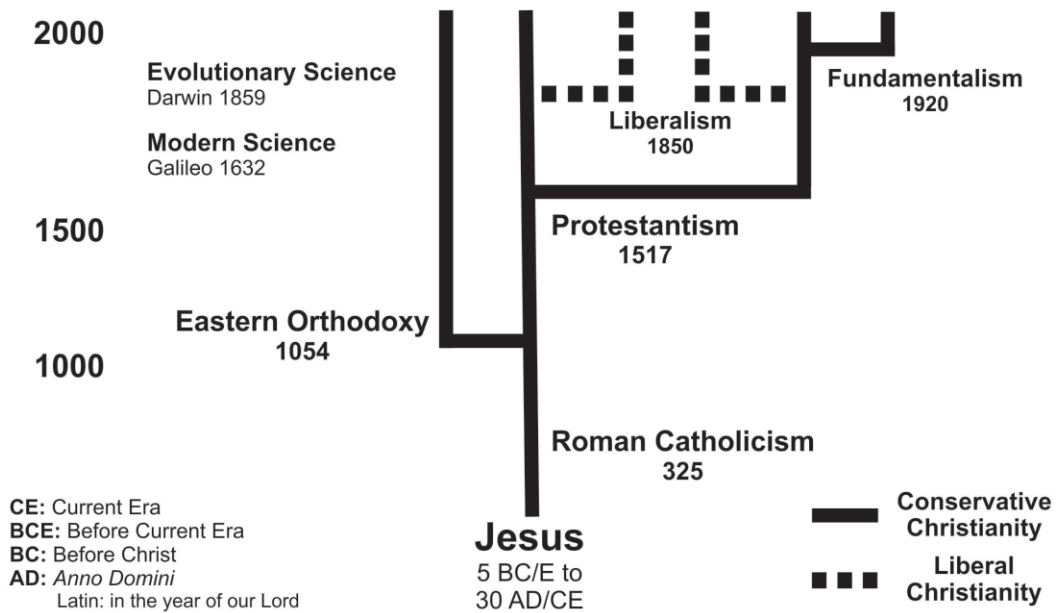 2000
Evolutionary Science
Darwin 1859
Modern Science
Galileo 1632
Liberalism
1850
Fundamentalism
1920
1500
Protestantism
1517
Eastern Orthodoxy
1054
1000
Roman Catholicism
325
CE: Current Era
BCE: Before Current Era
BC: Before Christ
AD: Anno Domini
Latin: in the year of our Lord
Jesus
5 BC/E to
30 AD/CE
Conservative
Christianity
Liberal
Christianity